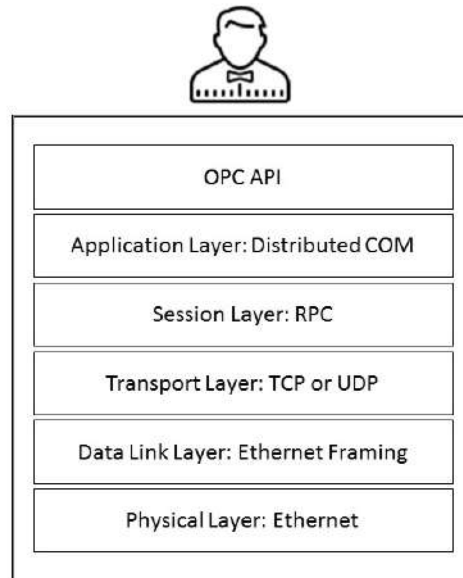 OPC API
Application Layer: Distributed COM
Session Layer: RPC
Transport Layer: TCP or UDP
Data Link Layer: Ethernet Framing
Physical Layer: Ethernet